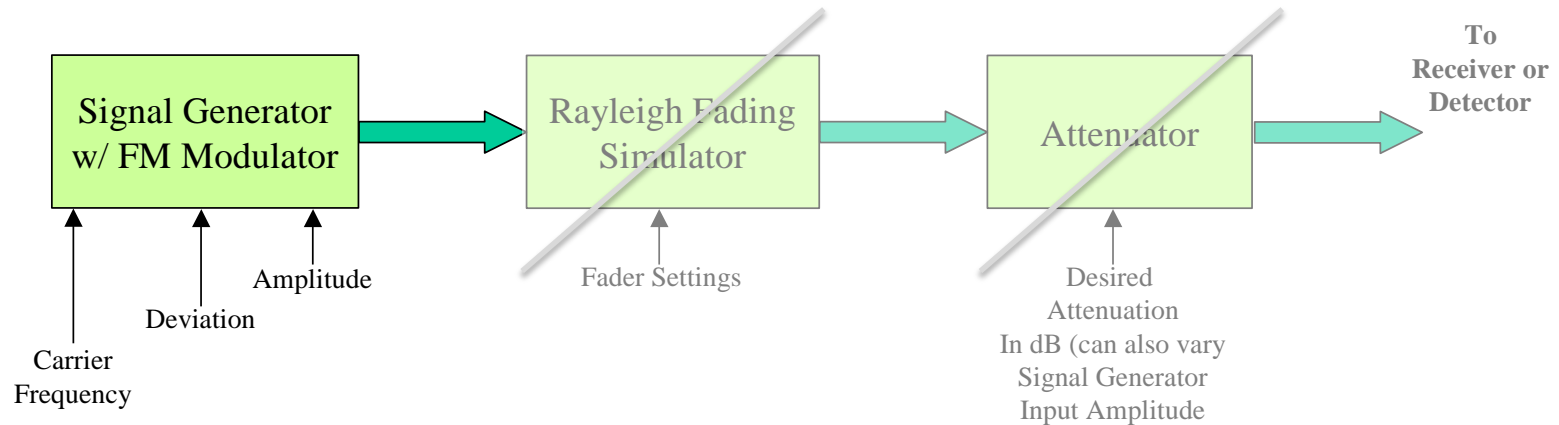 Signal Generator
w/ FM Modulator
Rayleigh Fading
Simulator
Attenuator
To
Receiver or
Detector
Carrier
Frequency
Deviation
Amplitude
Fader Settings
Desired
Attenuation
In dB (can also vary
Signal Generator
Input Amplitude